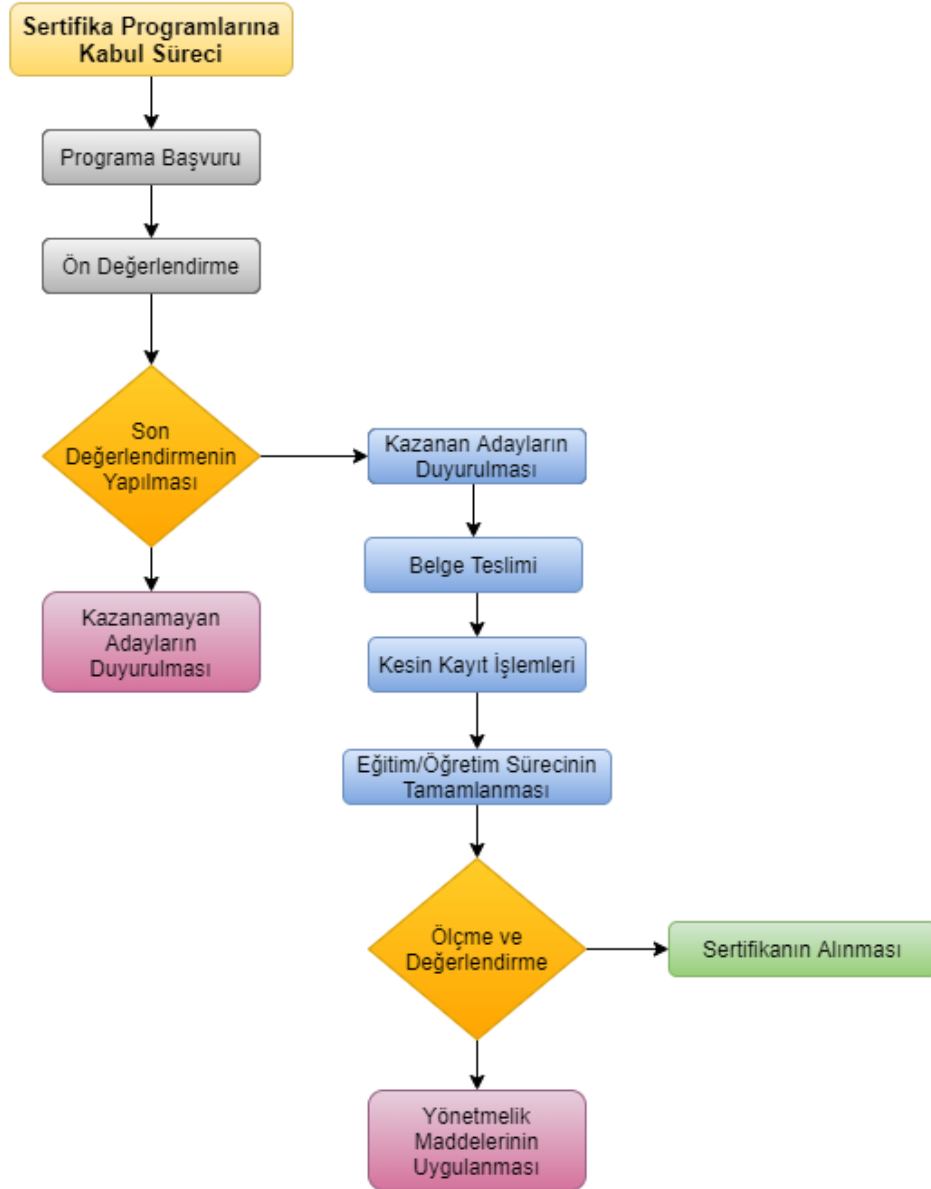 Sertifika Programlarına
Kabul Süreci
Programa Başvuru
Ön Değerlendirme
Son
Değerlendirmenin
Yapılması
Kazanan Adayların
Duyurulması
Belge Teslimi
Kazanamayan
Adayların
Duyurulması
Kesin Kayıt İşlemleri
Eğitim/Öğretim Sürecinin
Tamamlanması
Ölçme ve
Değerlendirme
Sertifikanın Alınması
Yönetmelik
Maddelerinin
Uygulanması